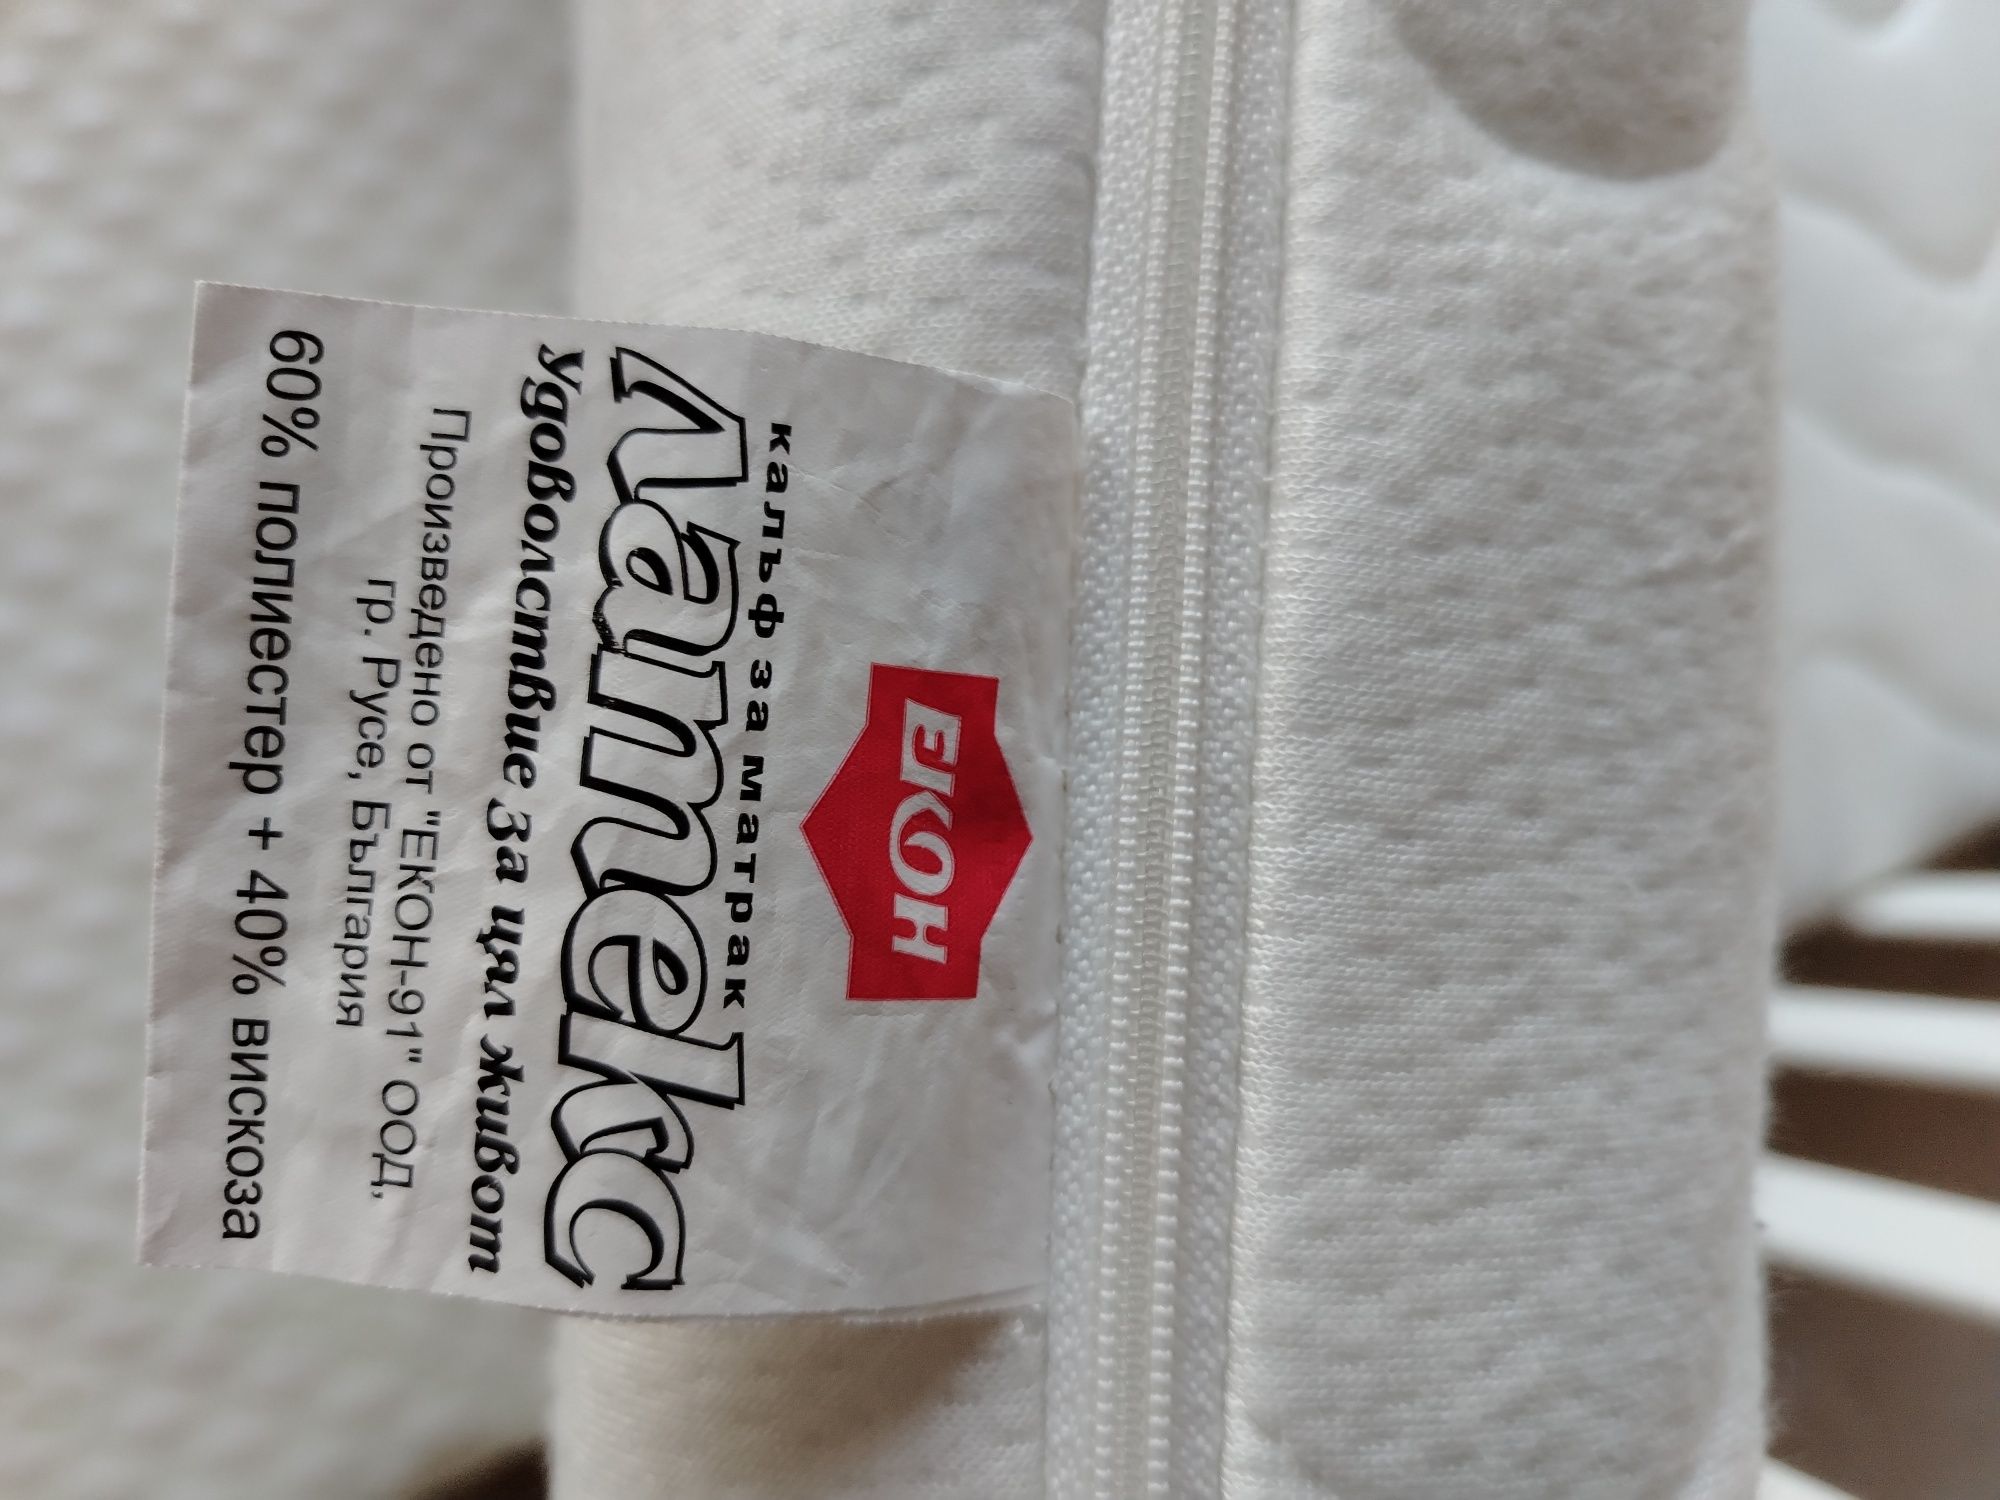 ЕКОН
калъф за матрак
Латекс
Удоволствие за цял живот
Произведено от "ЕКОН-91" ООД,
гр. Русе, България
60% полиестер + 40% вискоза